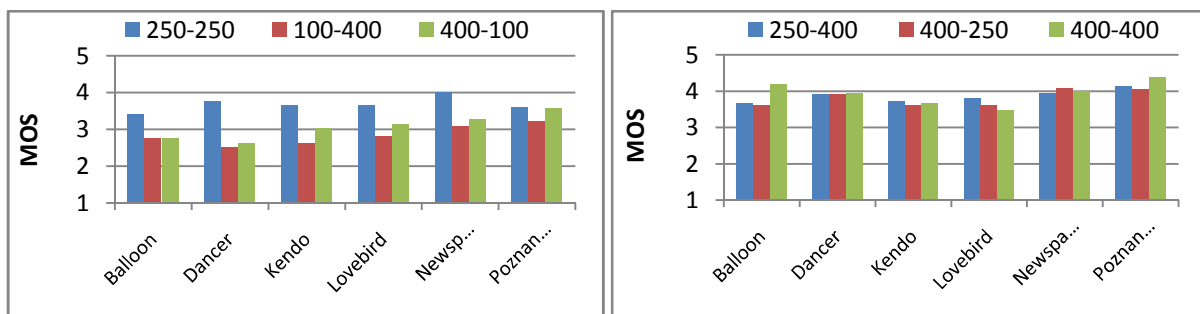 250-250 100-400 400-100
MOS
5
4
3
2
1
Balloon
Dancer
Kendo
Lovebird
Newsp...
Poznan...
250-400 400-250 400-400
MOS
5
4
3
2
1
Balloon
Dancer
Kendo
Lovebird
Newspa...
Poznan...